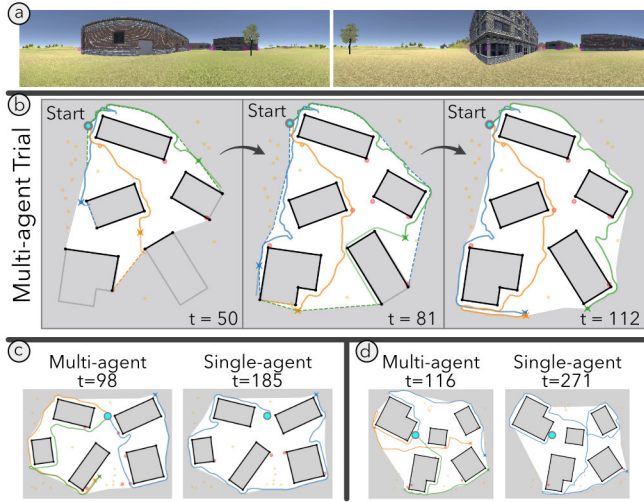 a
b
Multi-agent Trial
Start
Start
Start
t = 50
t = 81
t = 112
c
Multi-agent
t=98
Single-agent
t=185
d
Multi-agent
t=116
Single-agent
t=271